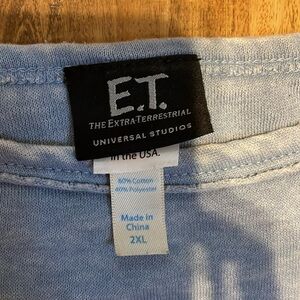 E.T.
THE EXTRA-TERRESTRIAL
UNIVERSAL STUDIOS
in the USA.
60% Cotton
40% Polyester
Made in
China
2XL